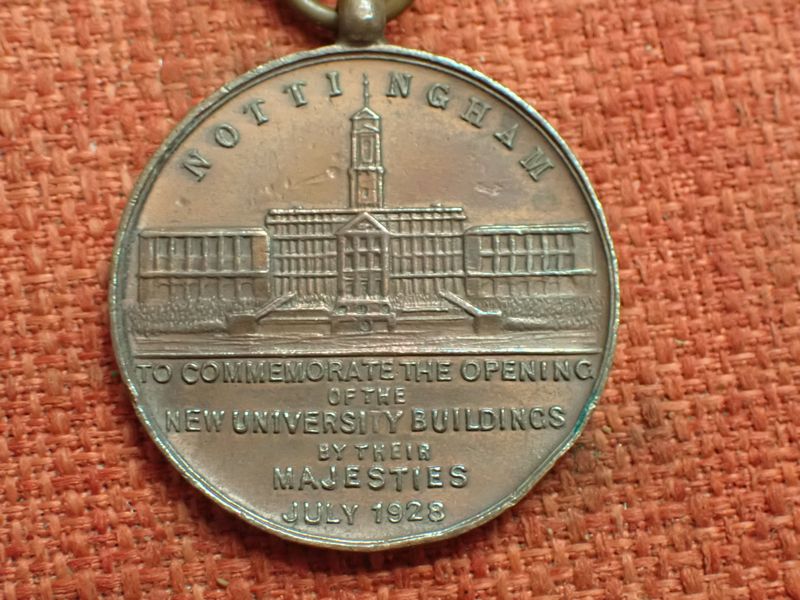 NOTTINGHAM
TO COMMEMORATE THE OPENING
OF THE
NEW UNIVERSITY BUILDINGS
BY THEIR
MAJESTIES
JULY 1928